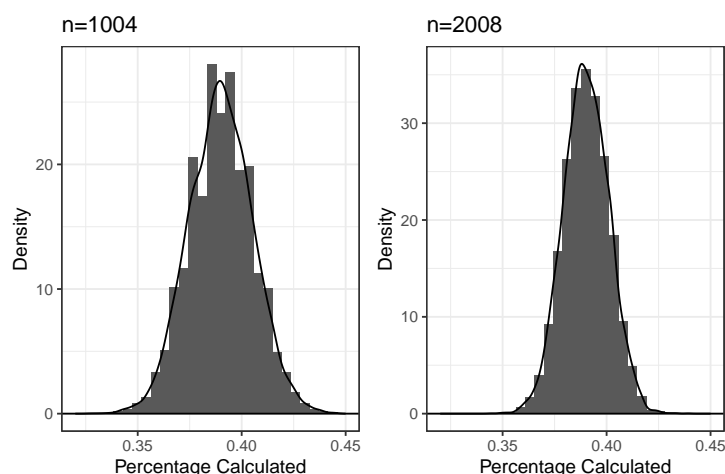 n=1004
Density
20
10
0
0.35
0.40
0.45
Percentage Calculated
n=2008
Density
30
20
10
0
0.35
0.40
0.45
Percentage Calculated